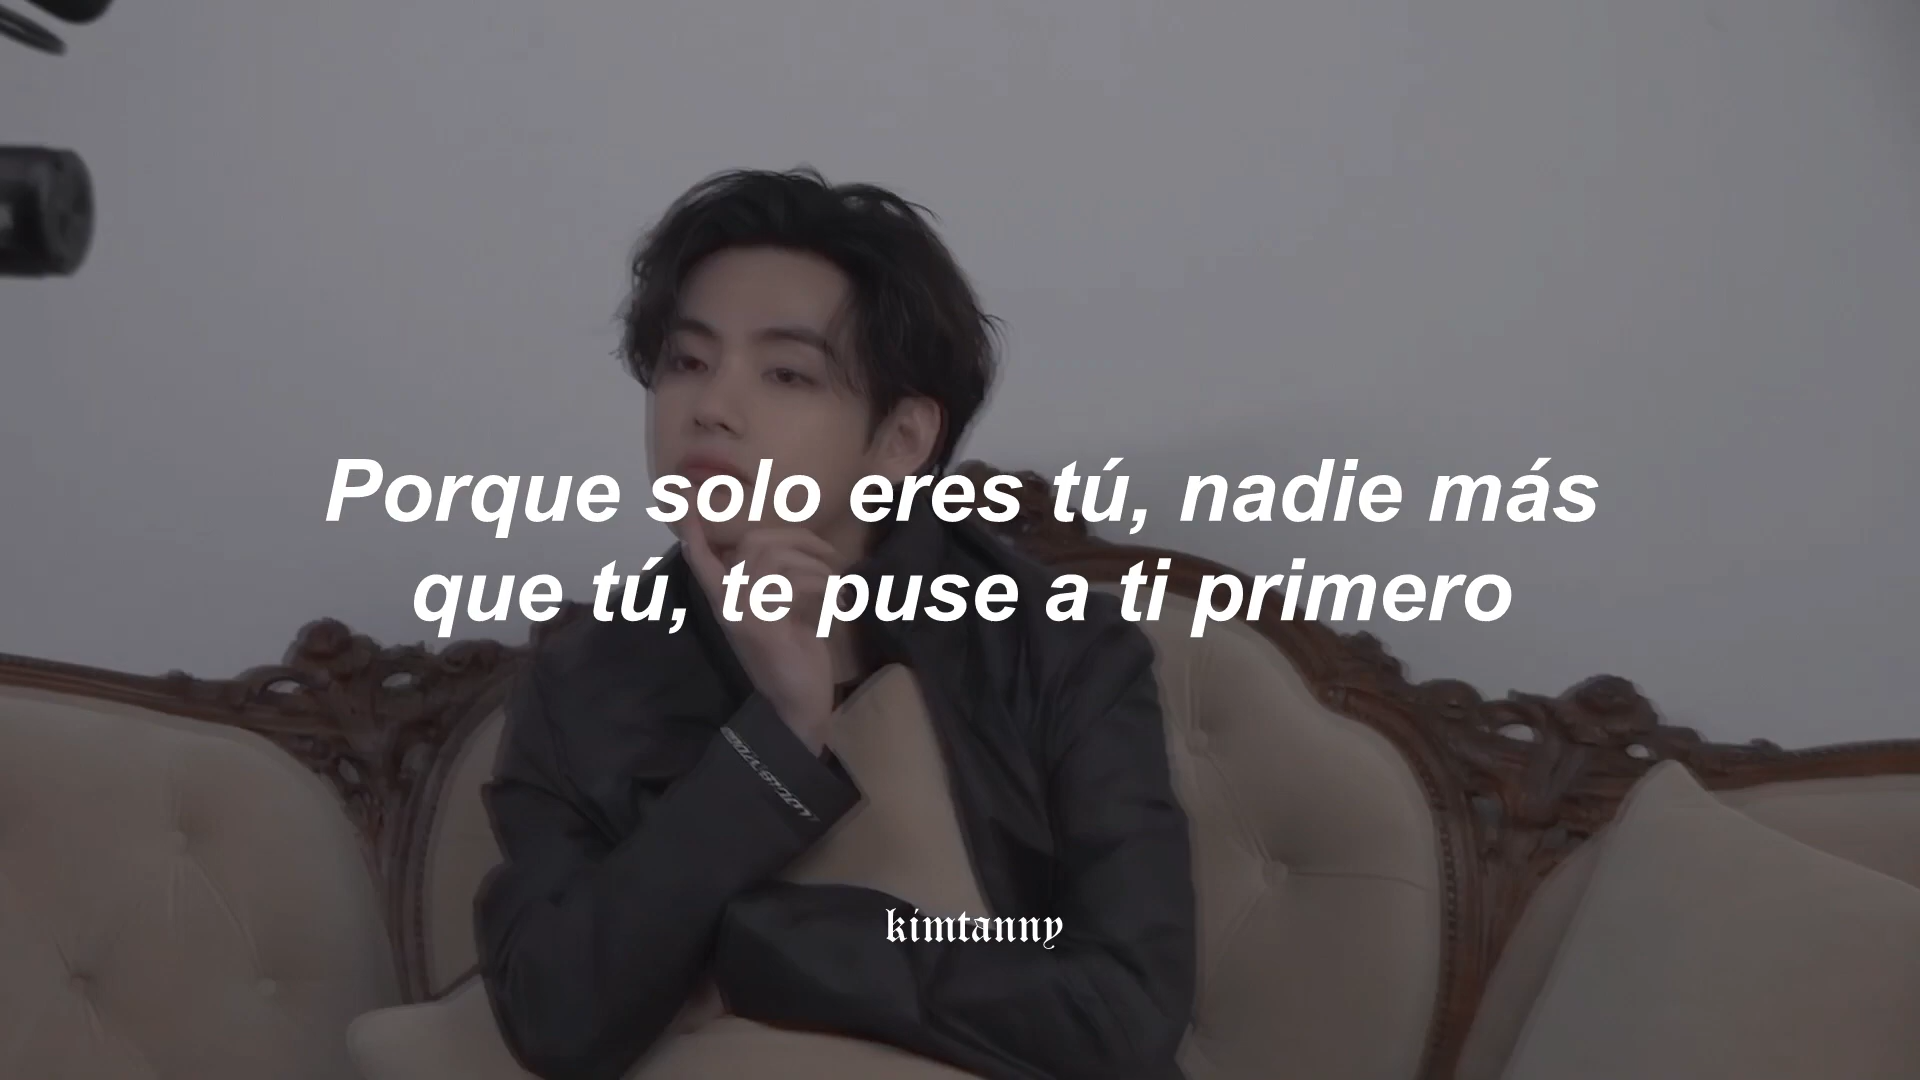 Porque solo eres tú, nadie más
que tú, te puse a ti primero
kimtanny